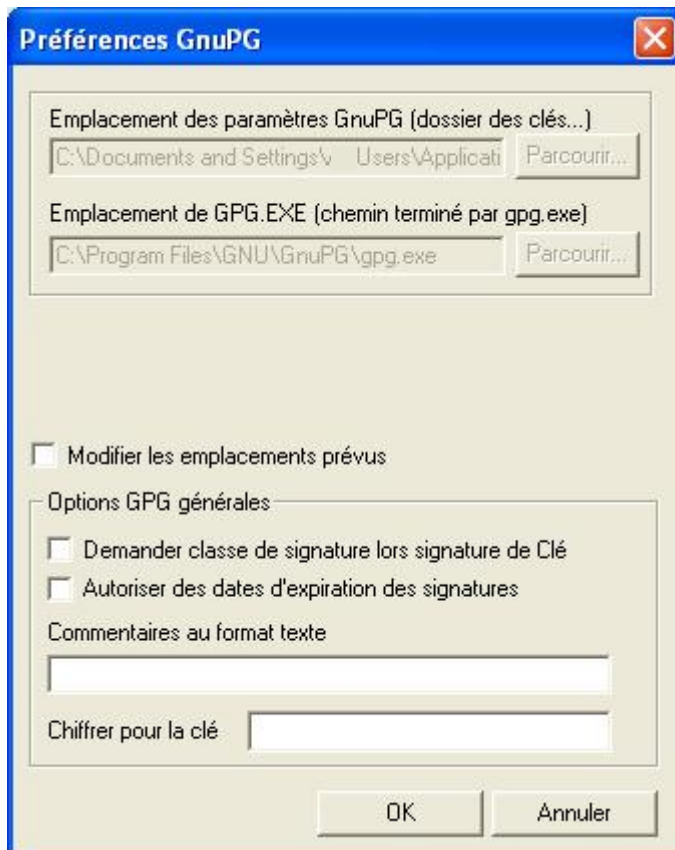 Préférences GnuPG
Emplacement des paramètres GnuPG (dossier des clés...)
C:\Documents and Settings\v Users\Applicati
Parcourir...
Emplacement de GPG.EXE (chemin terminé par gpg.exe)
C:\Program Files\GNU\GnuPG\gpg.exe
Parcourir...
Modifier les emplacements prévus
Options GPG générales
Demander classe de signature lors signature de Clé
Autoriser des dates d'expiration des signatures
Commentaires au format texte
Chiffrer pour la clé
OK
Annuler